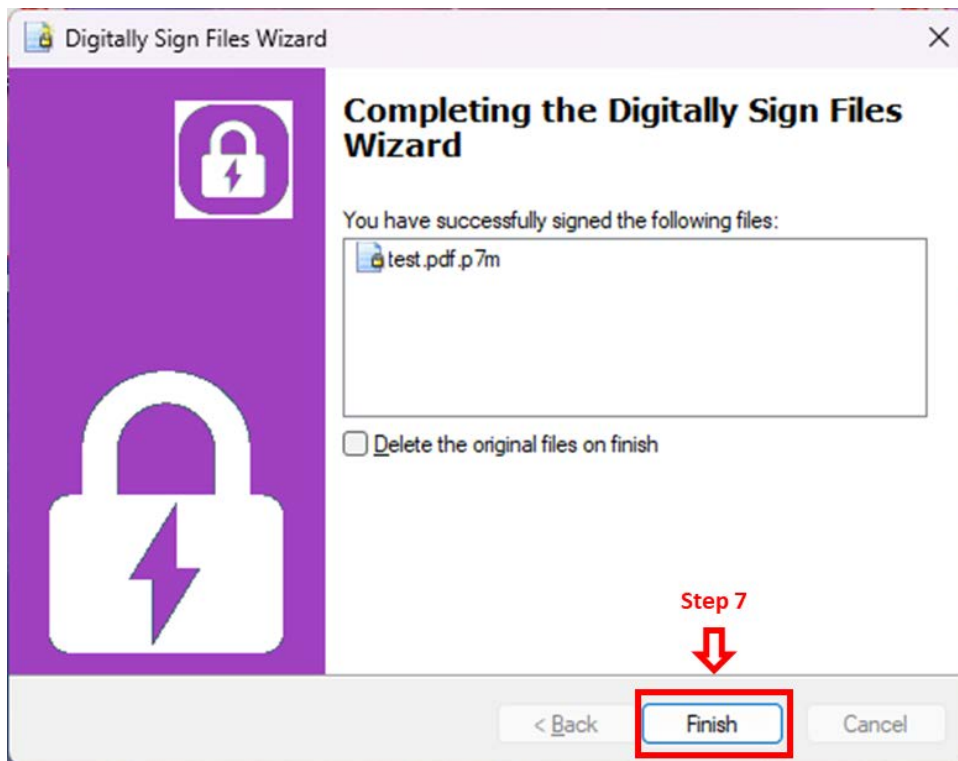 Digitally Sign Files Wizard
Completing the Digitally Sign Files
Wizard
You have successfully signed the following files:
test.pdf.p7m
Delete the original files on finish
Step 7
< Back Finish Cancel